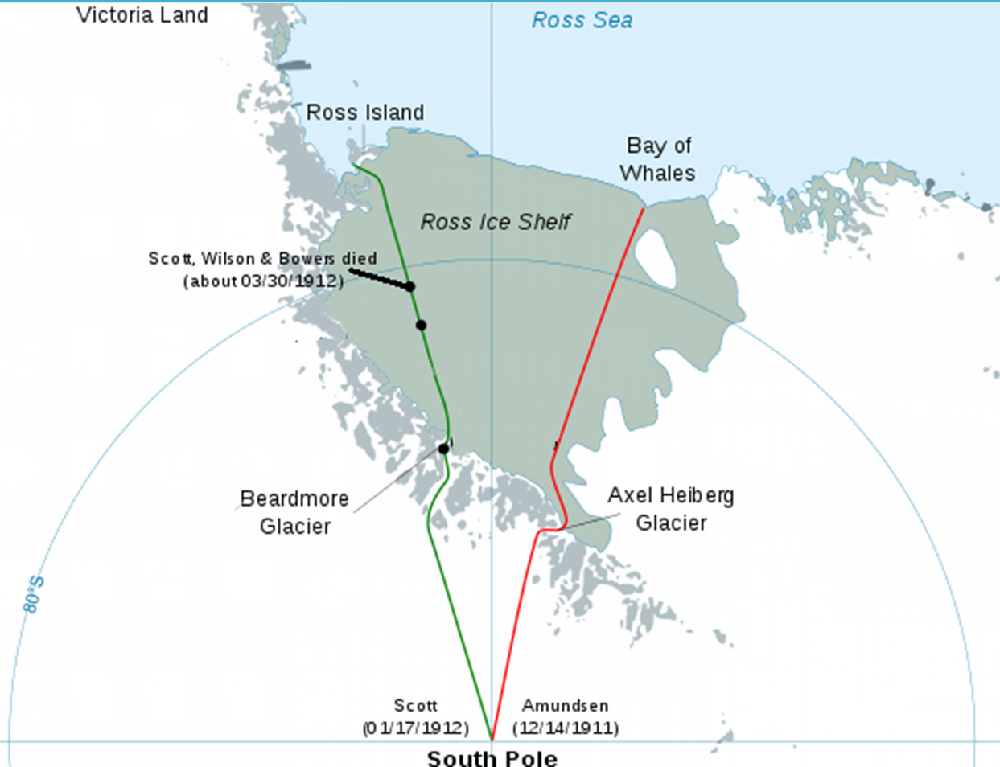 Victoria Land
Ross Sea
Ross Island
Bay of
Whales
Ross Ice Shelf
Scott, Wilson & Bowers died
(about 03/30/1912)
Beardmore
Glacier
Axel Heiberg
Glacier
80°S
Scott
(01/17/1912)
Amundsen
(12/14/1911)
South Pole